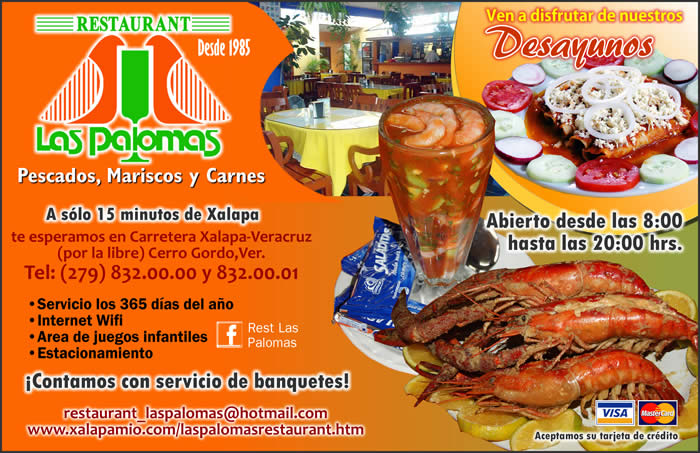 RESTAURANT
Desde 1985
Las Palomas
Pescados, Mariscos y Carnes
A sólo 15 minutos de Xalapa
te esperamos en Carretera Xalapa-Veracruz
(por la libre) Cerro Gordo,Ver.
Tel: (279) 832.00.00 y 832.00.01
•Servicio los 365 días del año
•Internet Wifi
•Area de juegos infantiles
•Estacionamiento
f Rest Las
Palomas
¡Contamos con servicio de banquetes!
restaurant_laspalomas@hotmail.com
www.xalapamio.com/laspalomasrestaurant.htm
Ven a disfrutar de nuestros
Desayunos
Abierto desde las 8:00
hasta las 20:00 hrs.
SALADITAS
VISA
MasterCard
Aceptamos su tarjeta de crédito